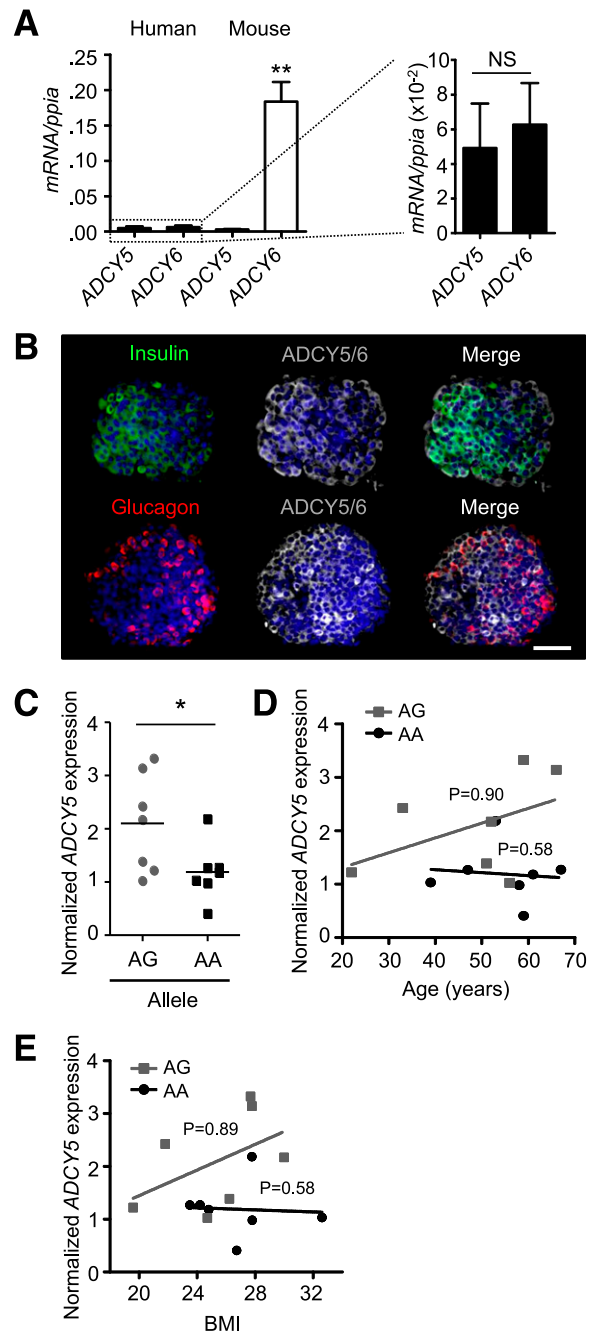 A
Human Mouse
mRNA/ppia
.25
.20
.15
.10
.05
.00
**
ADCY5
ADCY6
ADCY5
ADCY6
mRNA/ppia (x10-2)
8
6
4
2
0
NS
ADCY5
ADCY6
B
Insulin ADCY5/6 Merge
Glucagon ADCY5/6 Merge
C
Normalized ADCY5 expression
4
3
2
1
0
*
AG AA
Allele
D
AG
AA
Normalized ADCY5 expression
4
3
2
1
0
P=0.90
P=0.58
20 30 40 50 60 70
Age (years)
E
AG
AA
Normalized ADCY5 expression
4
3
2
1
0
P=0.89
P=0.58
20 24 28 32
BMI